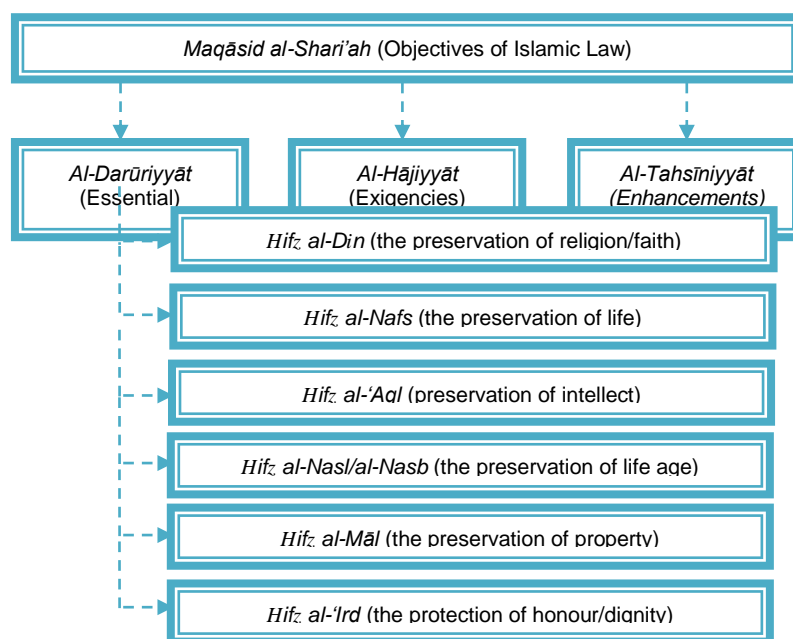 Maqāsid al-Shari'ah (Objectives of Islamic Law)
Al-Darūriyyāt
(Essential)
Al-Hājiyyāt
(Exigencies)
Al-Tahsīniyyāt
(Enhancements)
Hifz al-Din (the preservation of religion/faith)
Hifz al-Nafs (the preservation of life)
Hifz al-‘Aql (preservation of intellect)
Hifz al-Nasl/al-Nasb (the preservation of life age)
Hifz al-Māl (the preservation of property)
Hifz al-‘Ird (the protection of honour/dignity)